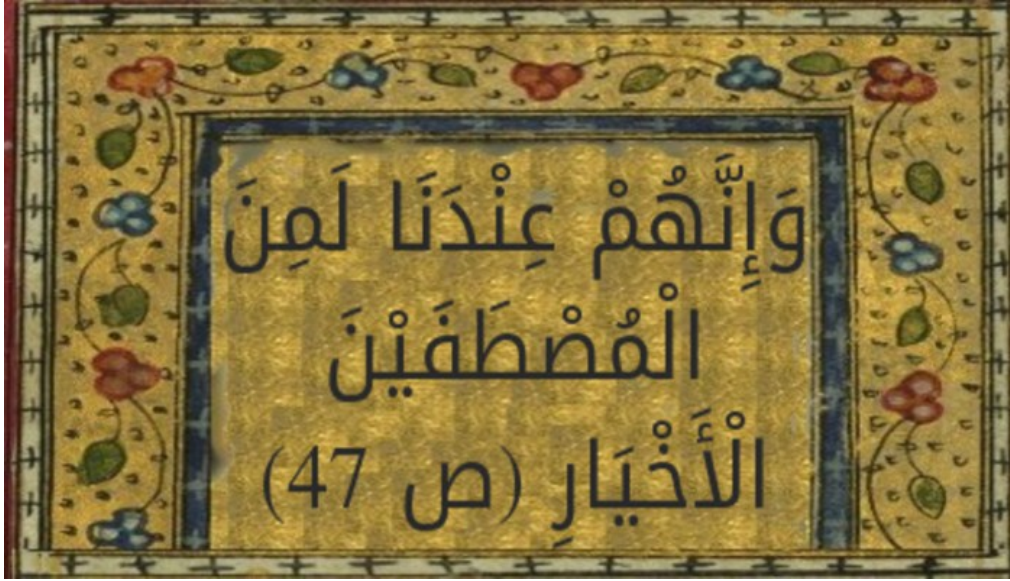 وَإِنَّهُمْ عِنْدَنَا لَمِنَ
الْمُصْطَفَيْنَ
الْأَخْيَارِ (ص 47)